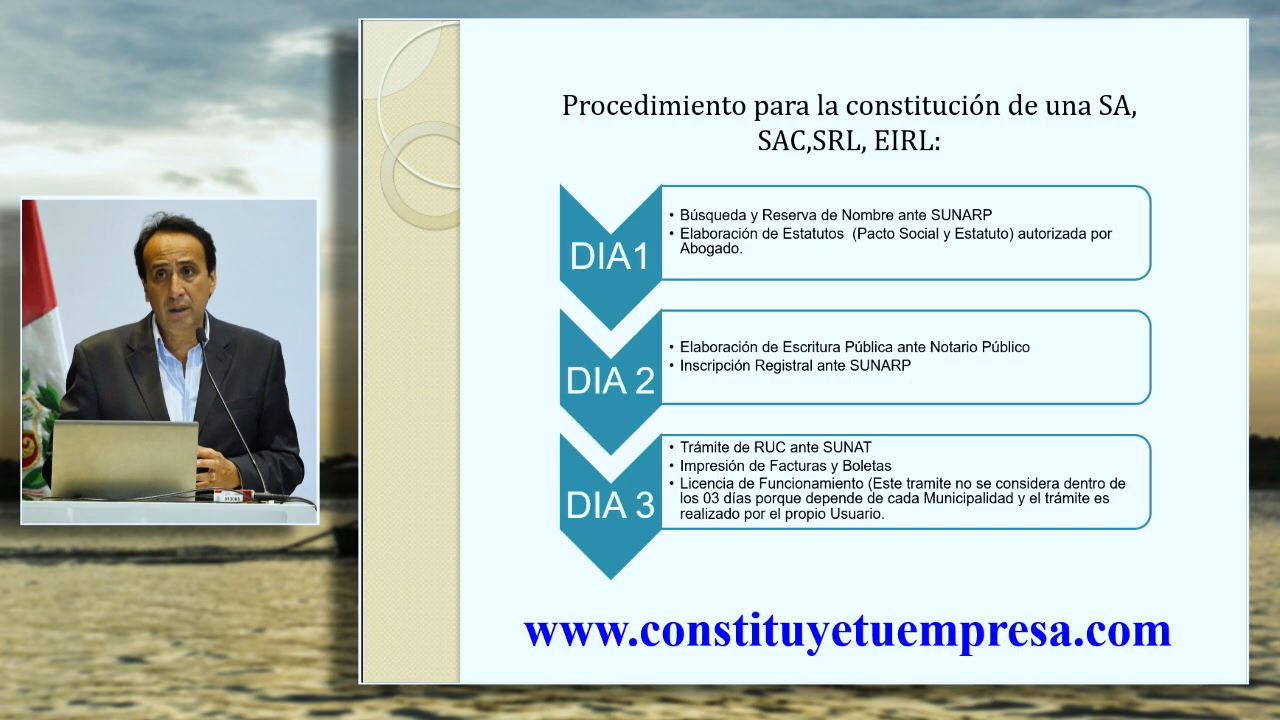 Procedimiento para la constitución de una SA,
SAC,SRL, EIRL:
DIA1
• Búsqueda y Reserva de Nombre ante SUNARP
• Elaboración de Estatutos (Pacto Social y Estatuto) autorizada por
Abogado.
DIA 2
• Elaboración de Escritura Pública ante Notario Público
• Inscripción Registral ante SUNARP
DIA 3
• Trámite de RUC ante SUNAT
• Impresión de Facturas y Boletas
• Licencia de Funcionamiento (Este tramite no se considera dentro de
los 03 días porque depende de cada Municipalidad y el trámite es
realizado por el propio Usuario.
www.constituyetuempresa.com